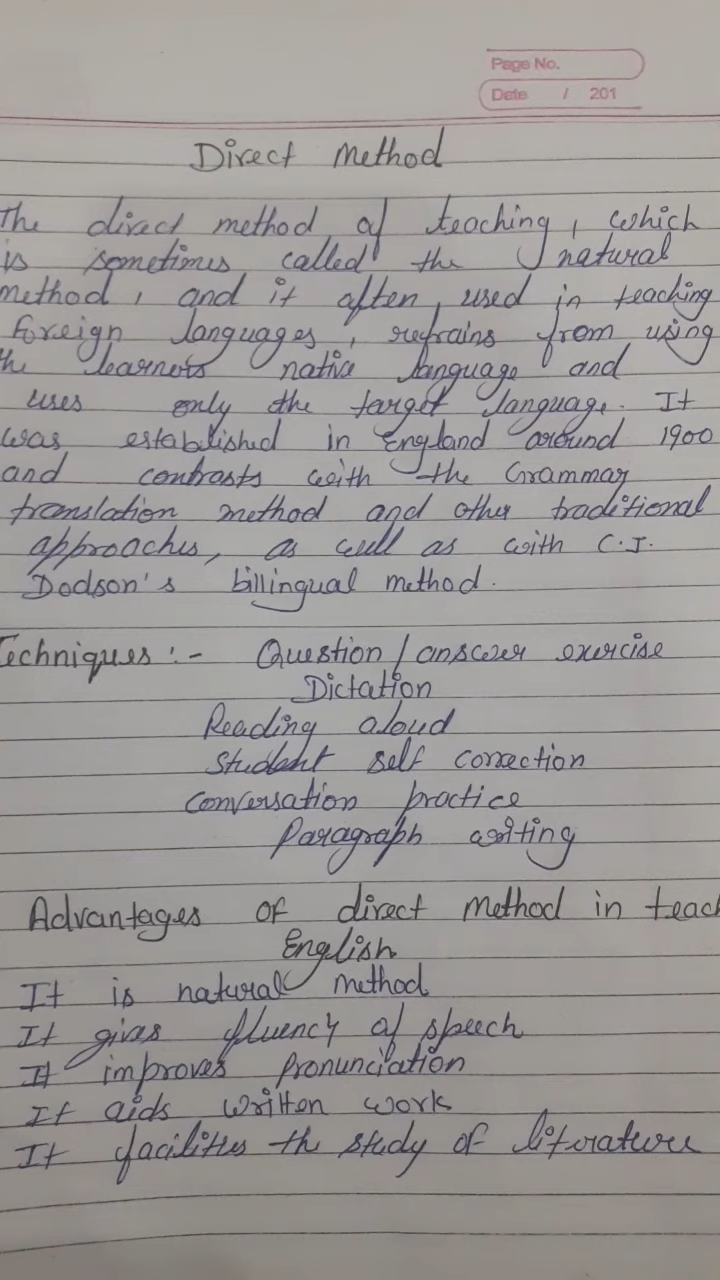 Page No.
Date / 201
Direct Method
The direct method of teaching, which
is sometimes called the natural
method, and it often used in teaching
foreign languages, refrains from using
the learners native language and
uses only the target language. It
was established in England around 1900
and contrasts with the Grammar
translation method and other traditional
approaches, as well as with C.J.
Dodson's billingual method.
Techniques :- Question/answer exercise
Dictation
Reading aloud
Student self correction
Conversation practice
Paragraph writing
Advantages of direct method in teach
English
It is natural method
It gives fluency of speech
It improves Pronunciation
It aids written work
It facilities the study of literature